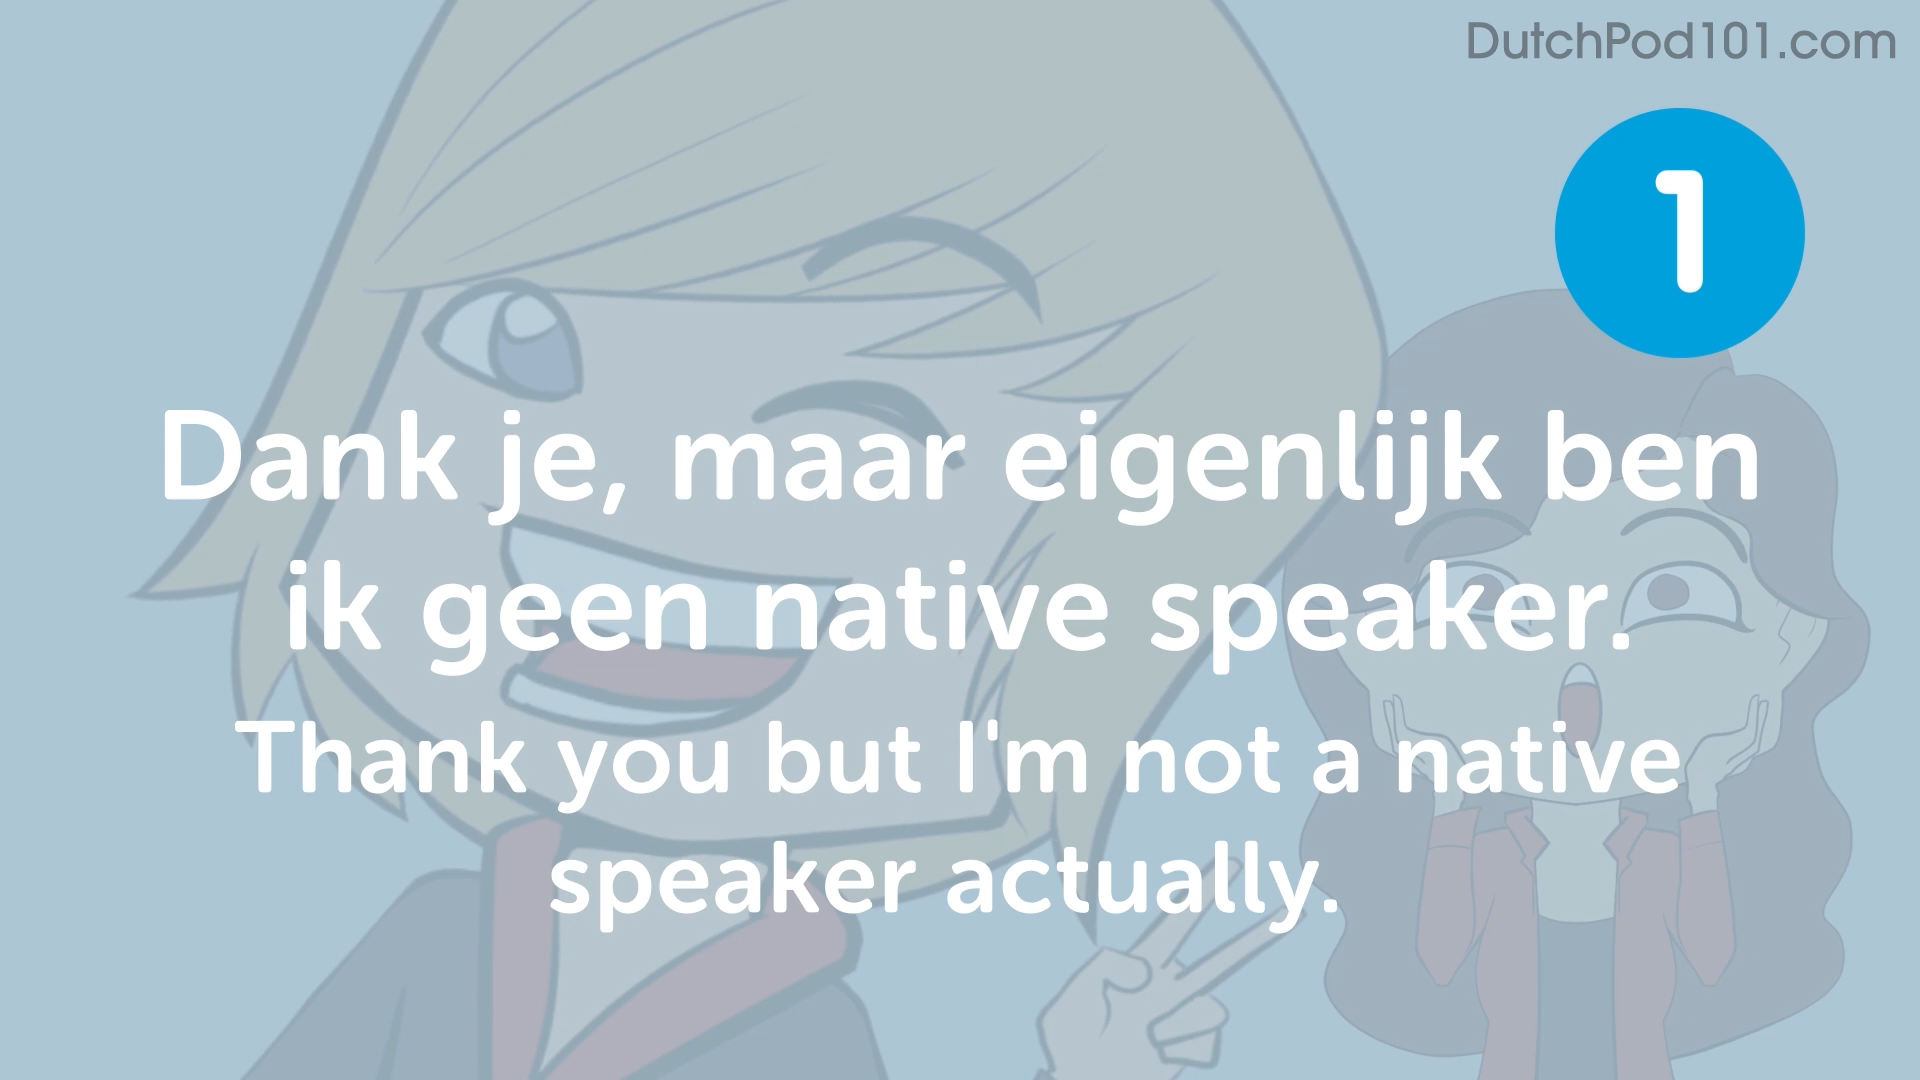 DutchPod101.com
1
Dank je, maar eigenlijk ben
ik geen native speaker.
Thank you but I'm not a native
speaker actually.